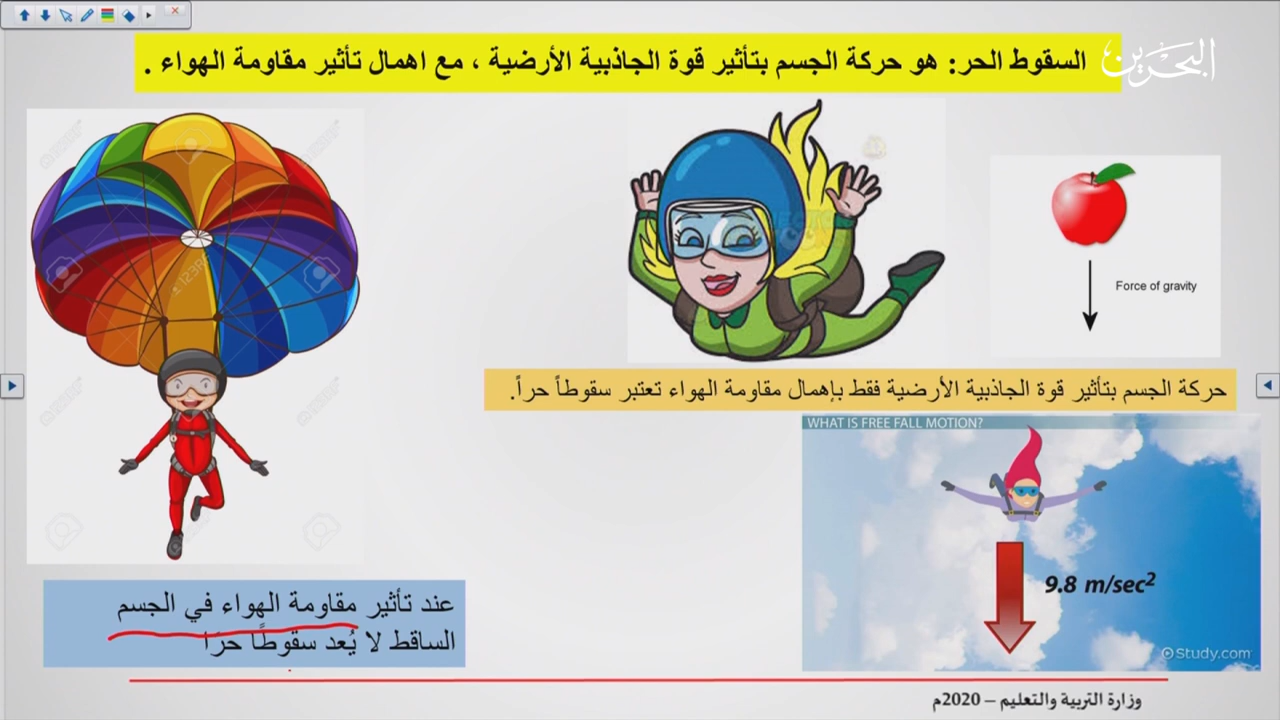 السقوط الحر: هو حركة الجسم بتأثير قوة الجاذبية الأرضية ، مع اهمال تأثير مقاومة الهواء .
البحرين
Force of gravity
حركة الجسم بتأثير قوة الجاذبية الأرضية فقط بإهمال مقاومة الهواء تعتبر سقوطاً حراً.
WHAT IS FREE FALL MOTION?
9.8 m/sec²
Study.com
عند تأثير مقاومة الهواء في الجسم
الساقط لا يُعد سقوطًا حرًا
وزارة التربية والتعليم – 2020م